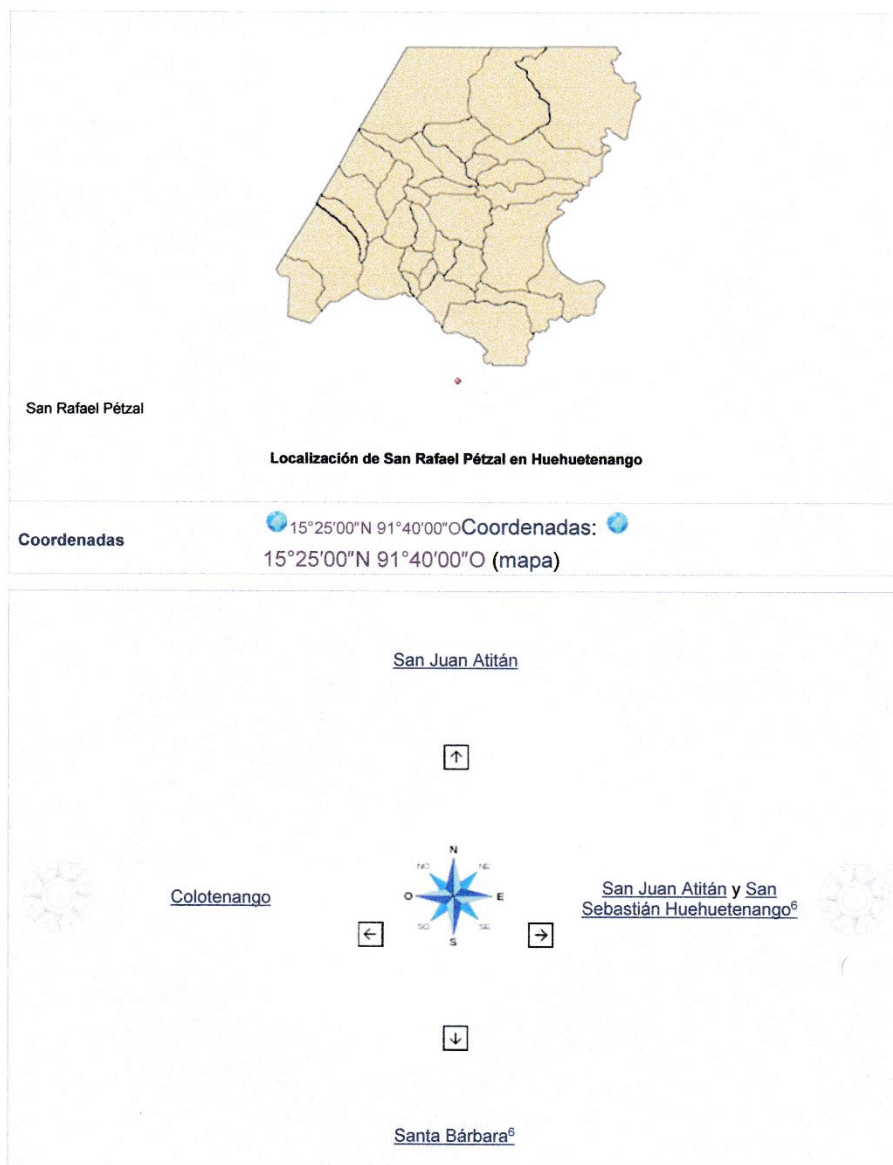 San Rafael Pétzal
Localización de San Rafael Pétzal en Huehuetenango
Coordenadas
15°25′00″N 91°40′00″OCoordenadas:
15°25′00″N 91°40′00″O (mapa)
San Juan Atitán
↑
N
NO NE
O E
SO SE
S
Colotenango
←
→
San Juan Atitán y San
Sebastián Huehuetenango⁶
↓
Santa Bárbara⁶